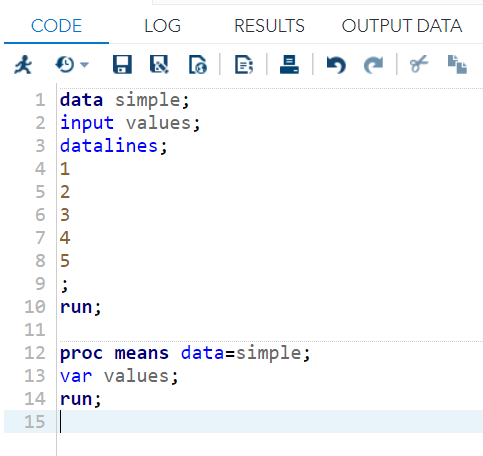 CODE LOG RESULTS OUTPUT DATA
1 data simple;
2 input values;
3 datalines;
4 1
5 2
6 3
7 4
8 5
9 ;
10 run;
11
12 proc means data=simple;
13 var values;
14 run;
15